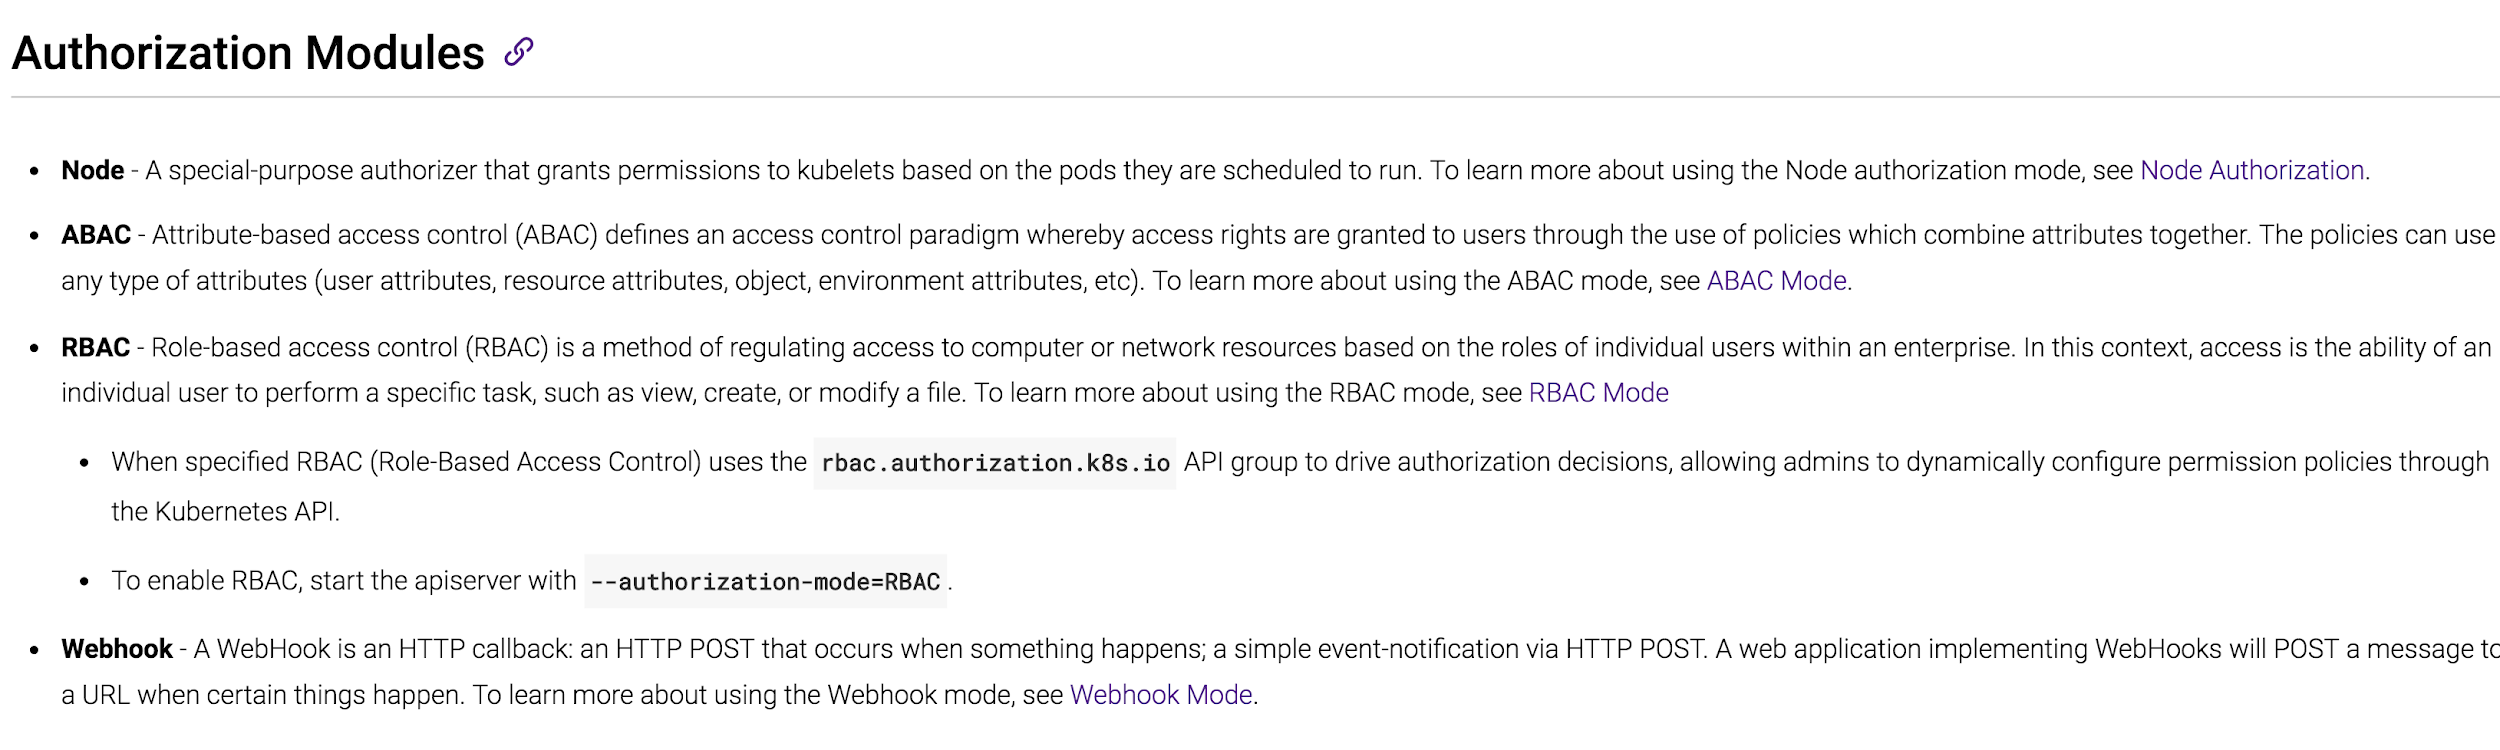 Authorization Modules
Node - A special-purpose authorizer that grants permissions to kubelets based on the pods they are scheduled to run. To learn more about using the Node authorization mode, see Node Authorization.
ABAC - Attribute-based access control (ABAC) defines an access control paradigm whereby access rights are granted to users through the use of policies which combine attributes together. The policies can use
any type of attributes (user attributes, resource attributes, object, environment attributes, etc). To learn more about using the ABAC mode, see ABAC Mode.
RBAC - Role-based access control (RBAC) is a method of regulating access to computer or network resources based on the roles of individual users within an enterprise. In this context, access is the ability of an
individual user to perform a specific task, such as view, create, or modify a file. To learn more about using the RBAC mode, see RBAC Mode
When specified RBAC (Role-Based Access Control) uses the rbac.authorization.k8s.io API group to drive authorization decisions, allowing admins to dynamically configure permission policies through
the Kubernetes API.
To enable RBAC, start the apiserver with --authorization-mode=RBAC.
Webhook - A WebHook is an HTTP callback: an HTTP POST that occurs when something happens; a simple event-notification via HTTP POST. A web application implementing WebHooks will POST a message to
a URL when certain things happen. To learn more about using the Webhook mode, see Webhook Mode.